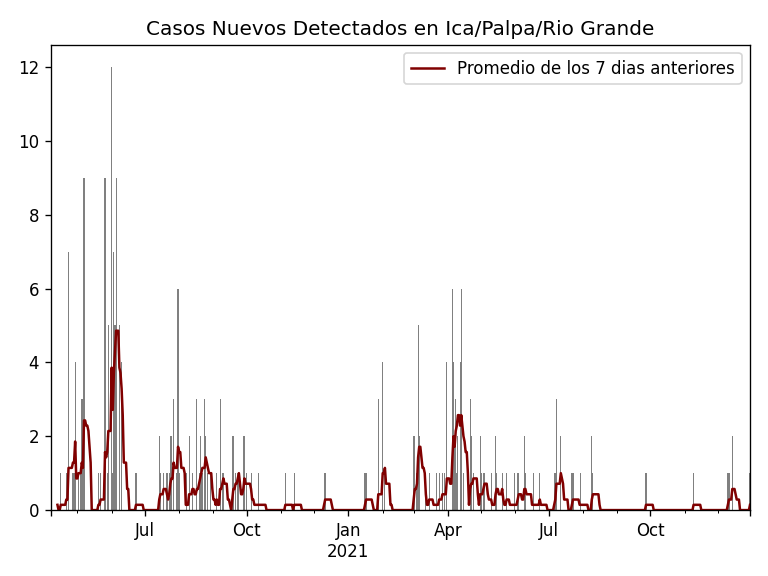 Casos Nuevos Detectados en Ica/Palpa/Rio Grande
Promedio de los 7 dias anteriores
12
10
8
6
4
2
0
Jul
Oct
Jan
2021
Apr
Jul
Oct